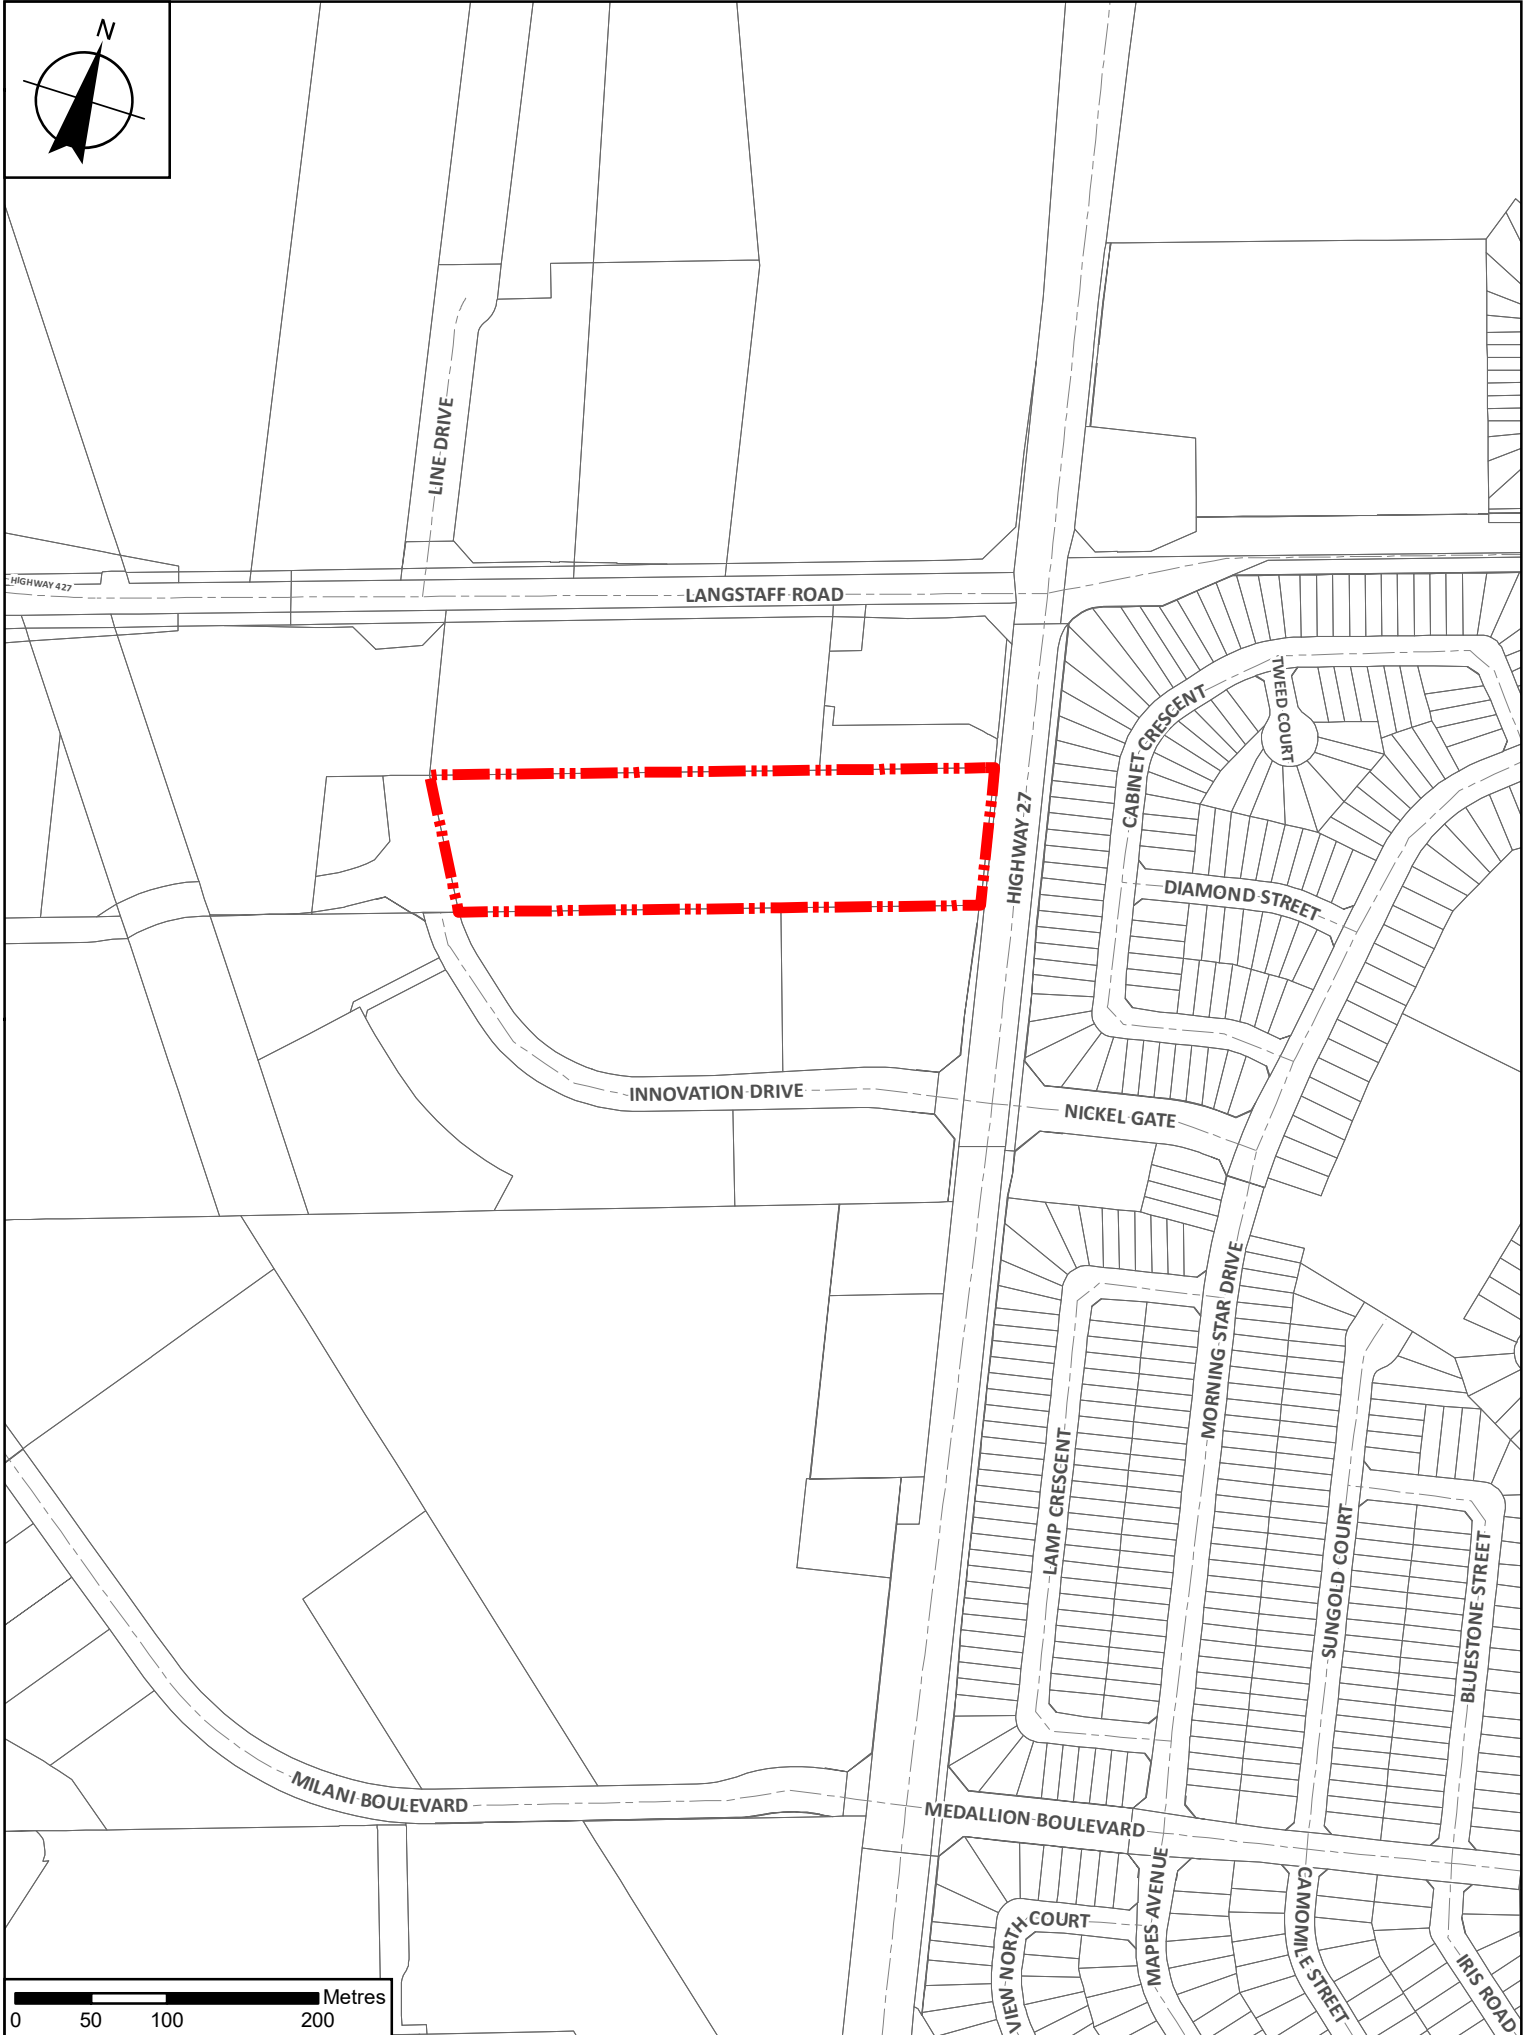 N
LINE DRIVE
HIGHWAY 427
LANGSTAFF ROAD
TWEED COURT
CABINET CRESCENT
HIGHWAY 27
DIAMOND STREET
INNOVATION DRIVE
NICKEL GATE
MORNING STAR DRIVE
LAMP CRESCENT
SUNGOLD COURT
BLUESTONE STREET
MILANI BOULEVARD
MEDALLION BOULEVARD
MAPES AVENUE
CAMOMILE STREET
VIEW NORTH COURT
IRIS ROAD
Metres
0 50 100 200